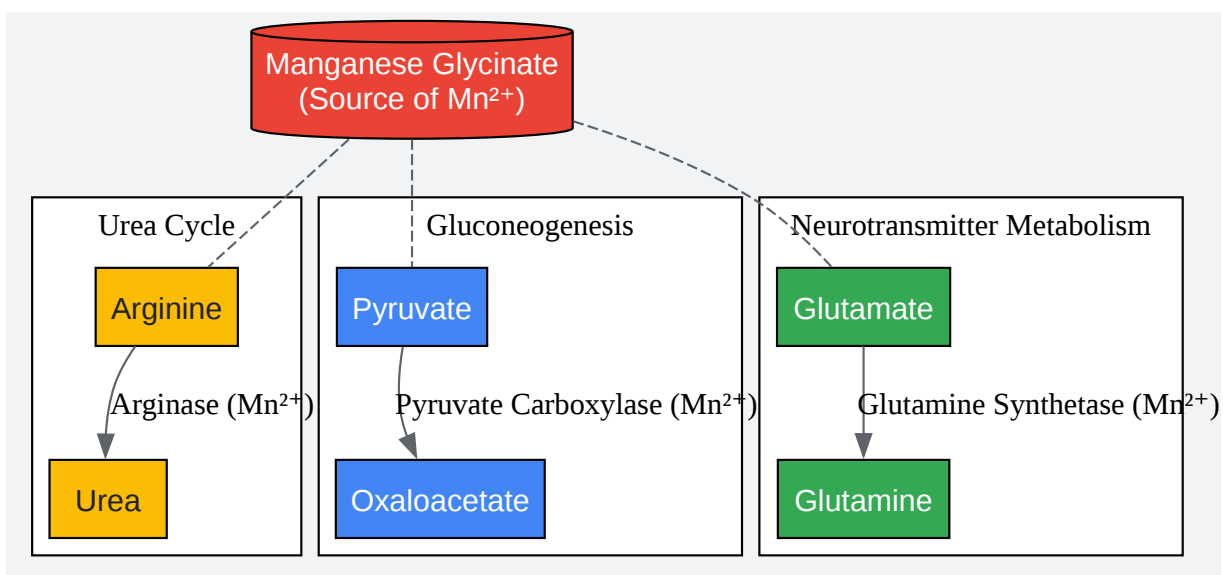 Manganese Glycinate
(Source of Mn²⁺)
Urea Cycle
Gluconeogenesis
Neurotransmitter Metabolism
Arginine
Pyruvate
Glutamate
Arginase (Mn²⁺)
Pyruvate Carboxylase (Mn²⁺)
Glutamine Synthetase (Mn²⁺)
Urea
Oxaloacetate
Glutamine